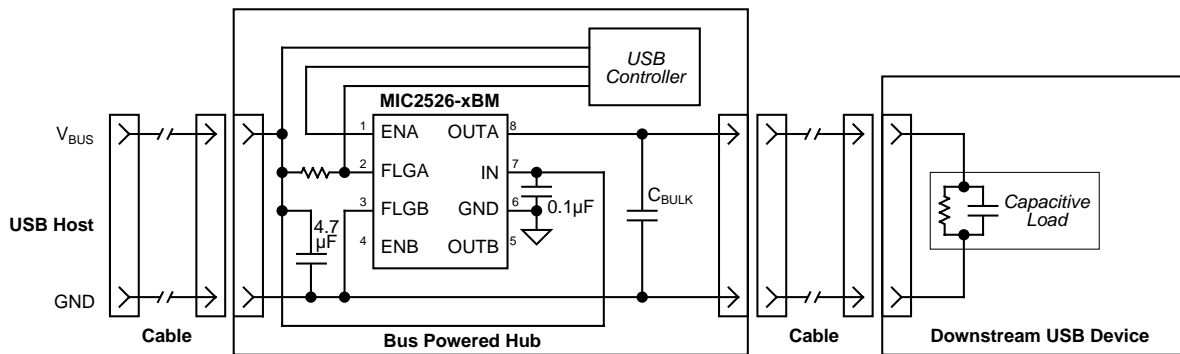 USB
Controller
MIC2526-xBM
V BUS
1 ENA OUTA 8
2 FLGA IN 7
3 FLGB GND 6
4 ENB OUTB 5
4.7
µF
0.1µF
C BULK
USB Host
GND
Capacitive
Load
Cable
Bus Powered Hub
Cable
Downstream USB Device